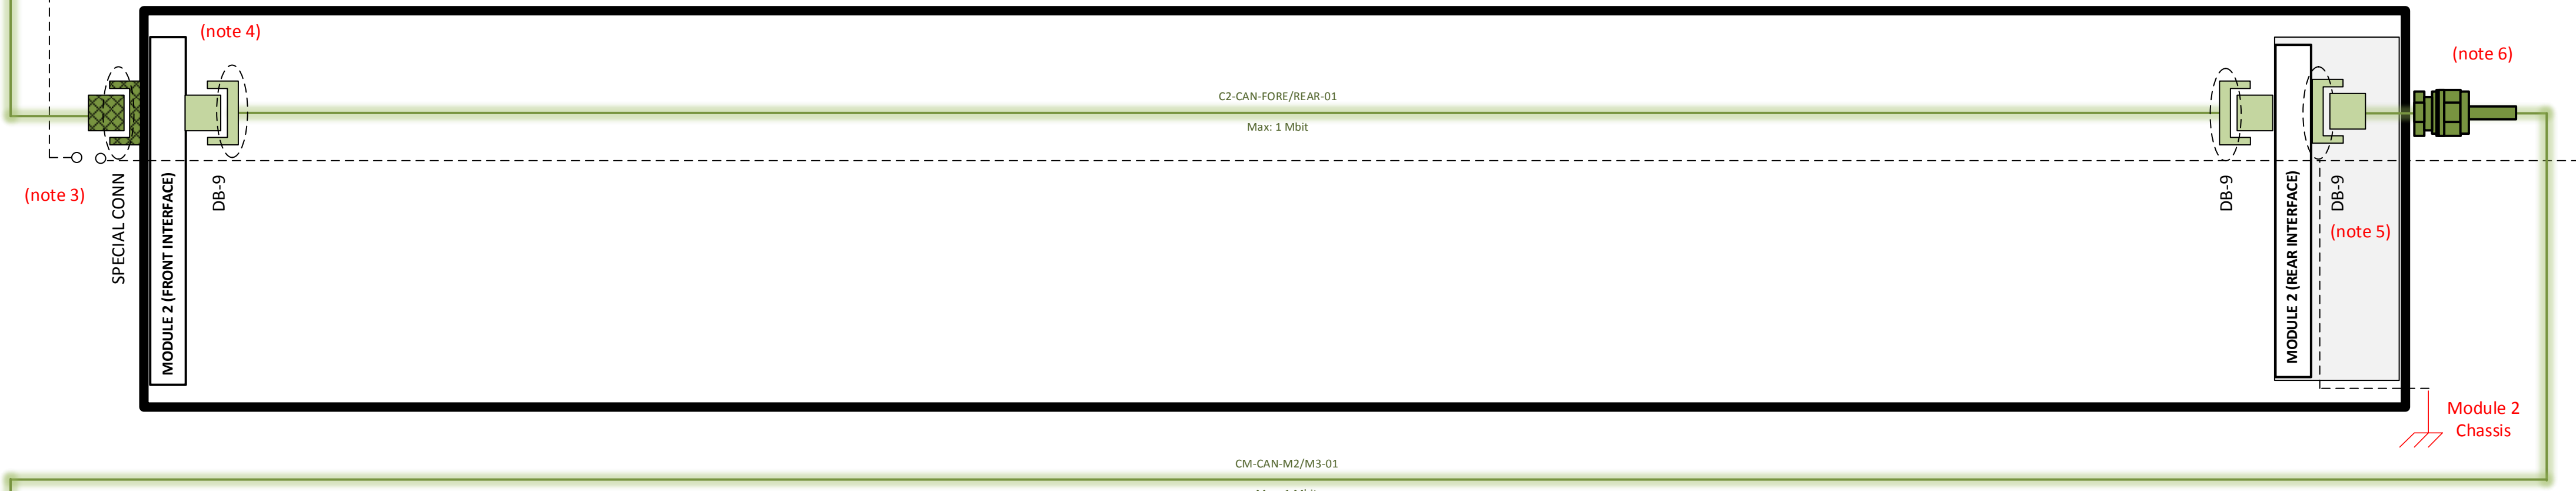 (note 4)
(note 6)
C2-CAN-FORE/REAR-01
Max: 1 Mbit
(note 3)
SPECIAL CONN
MODULE 2 (FRONT INTERFACE)
DB-9
DB-9
MODULE 2 (REAR INTERFACE)
DB-9
(note 5)
Module 2
Chassis
CM-CAN-M2/M3-01